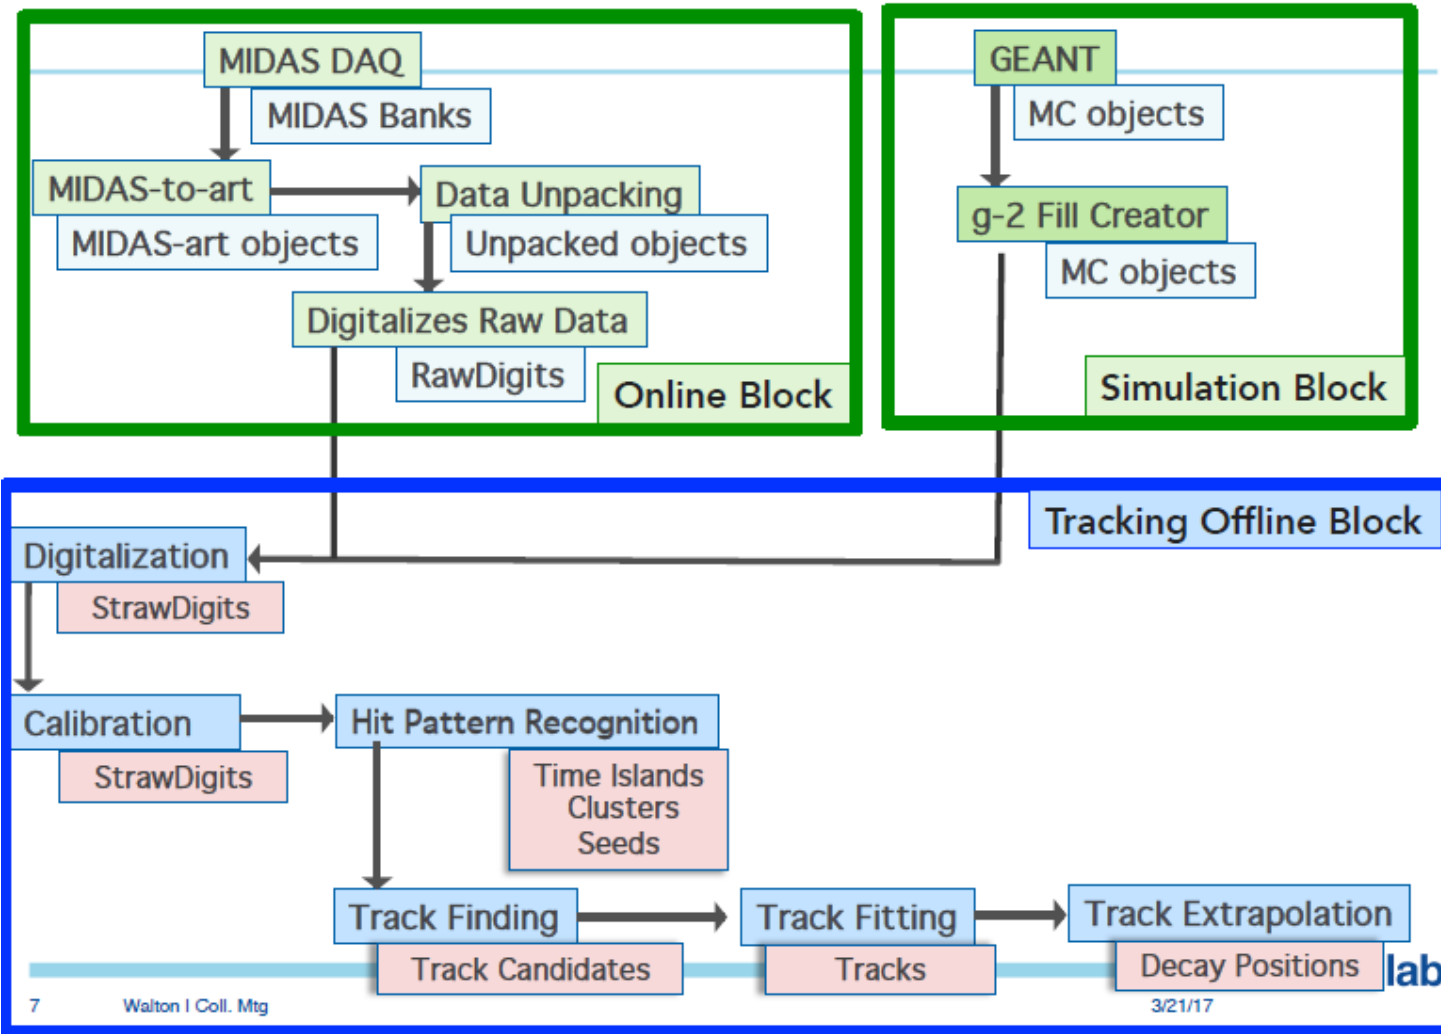 MIDAS DAQ
MIDAS Banks
MIDAS-to-art
MIDAS-art objects
Data Unpacking
Unpacked objects
Digitalizes Raw Data
RawDigits
Online Block
GEANT
MC objects
g-2 Fill Creator
MC objects
Simulation Block
Tracking Offline Block
Digitalization
StrawDigits
Calibration
StrawDigits
Hit Pattern Recognition
Time Islands
Clusters
Seeds
Track Finding
Track Candidates
Track Fitting
Tracks
Track Extrapolation
Decay Positions
lab
7 Walton I Coll. Mtg 3/21/17